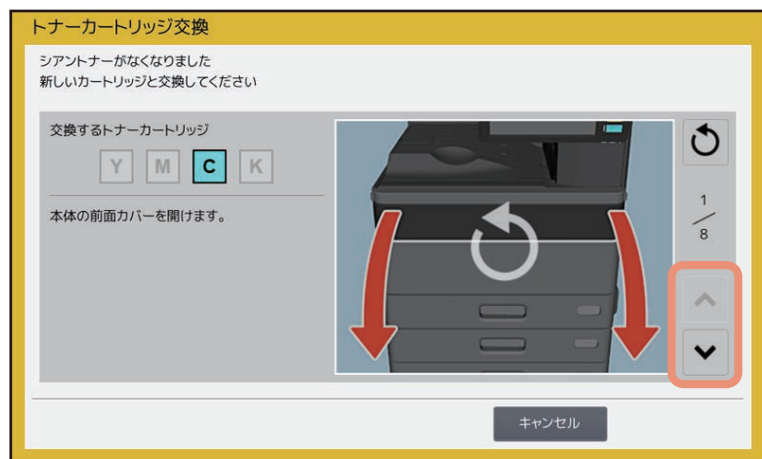 トナーカートリッジ交換
シアントナーがなくなりました
新しいカートリッジと交換してください
交換するトナーカートリッジ
Y M C K
本体の前面カバーを開けます。
1
8
キャンセル